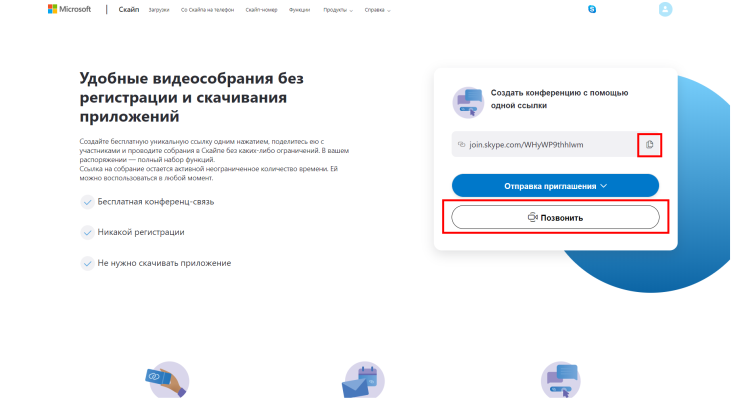 Microsoft Скайп Загрузки Со Скайпа на телефон Скайп-номер Функции Продукты Справка
Удобные видеособрания без
регистрации и скачивания
приложений
Создайте бесплатную уникальную ссылку одним нажатием, поделитесь ею с
участниками и проводите собрания в Скайпе без каких-либо ограничений. В вашем
распоряжении — полный набор функций.
Ссылка на собрание остается активной неограниченное количество времени. Ей
можно воспользоваться в любой момент.
Бесплатная конференц-связь
Никакой регистрации
Не нужно скачивать приложение
Создать конференцию с помощью
одной ссылки
join.skype.com/WHyWP9thhIwm
Отправка приглашения
Позвонить